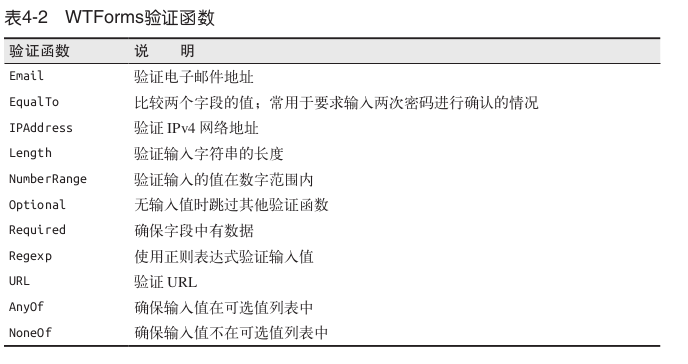 表4-2 WTForms验证函数
验证函数 说 明
Email 验证电子邮件地址
EqualTo 比较两个字段的值；常用于要求输入两次密码进行确认的情况
IPAddress 验证 IPv4 网络地址
Length 验证输入字符串的长度
NumberRange 验证输入的值在数字范围内
Optional 无输入值时跳过其他验证函数
Required 确保字段中有数据
Regexp 使用正则表达式验证输入值
URL 验证 URL
AnyOf 确保输入值在可选值列表中
NoneOf 确保输入值不在可选值列表中